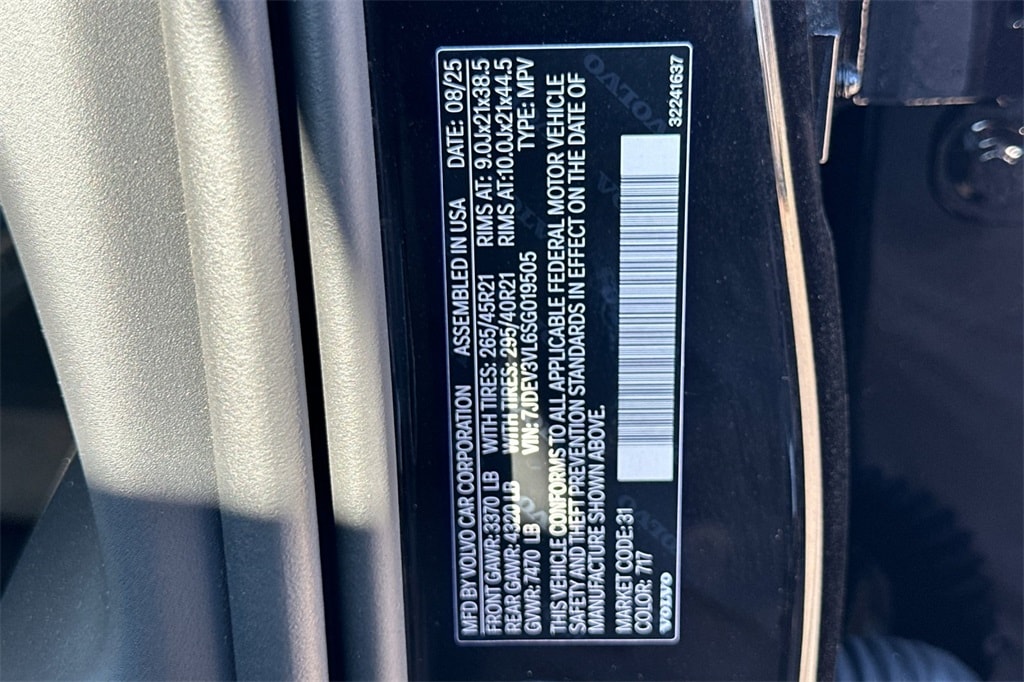 MFD BY VOLVO CAR CORPORATION ASSEMBLED IN USA DATE: 08/25
FRONT GAWR:3370 LB WITH TIRES: 265/45R21 RIMS AT: 9.0Jx21x38.5
REAR GAWR:4320 LB WITH TIRES: 295/40R21 RIMS AT:10.0Jx21x44.5
GVWR: 7470 LB VIN: 7JDEV3VL6SG019505 TYPE: MPV
THIS VEHICLE CONFORMS TO ALL APPLICABLE FEDERAL MOTOR VEHICLE
SAFETY AND THEFT PREVENTION STANDARDS IN EFFECT ON THE DATE OF
MANUFACTURE SHOWN ABOVE.
MARKET CODE:31
COLOR: 717
VOLVO
32241637